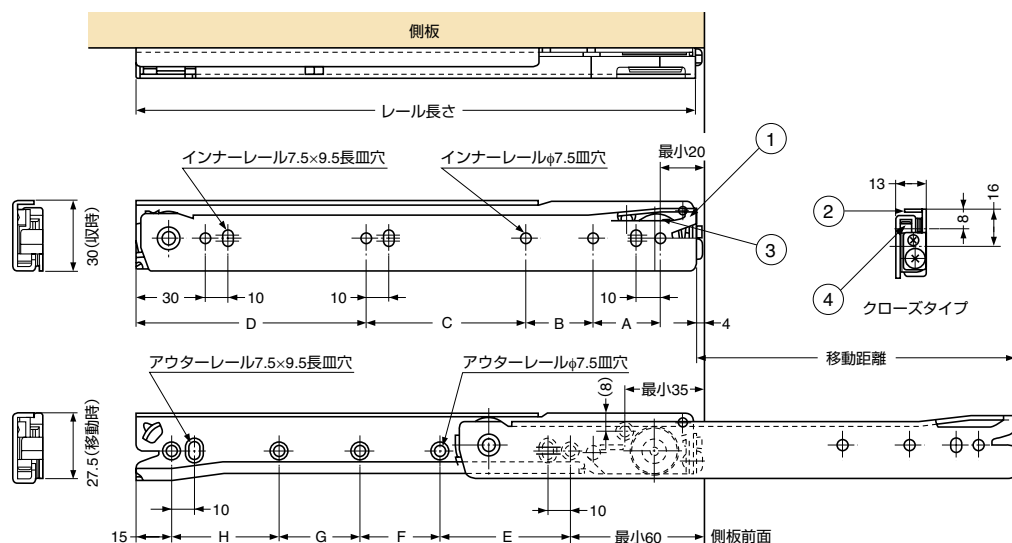 側板
レール長さ
インナーレール7.5×9.5長皿穴
インナーレールφ7.5皿穴
最小20
1
30(収時)
3
30
10
10
10
D
C
B
A
4
13
16
8
2
4
クローズタイプ
移動距離
アウターレール7.5×9.5長皿穴
アウターレールφ7.5皿穴
(8)
最小35
27.5(移動時)
10
10
15
H
G
F
E
最小60
側板前面